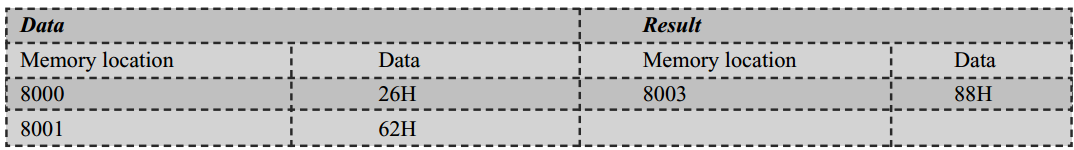 Data Result
Memory location Data Memory location Data
8000 26H 8003 88H
8001 62H